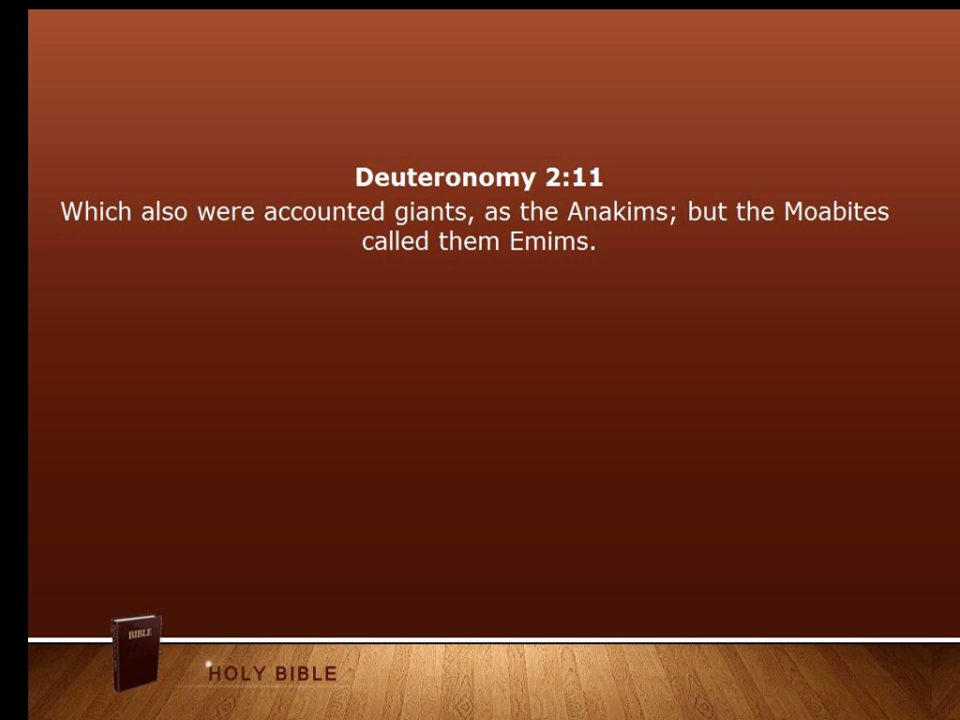 Deuteronomy 2:11
Which also were accounted giants, as the Anakims; but the Moabites
called them Emims.
BIBLE
HOLY BIBLE